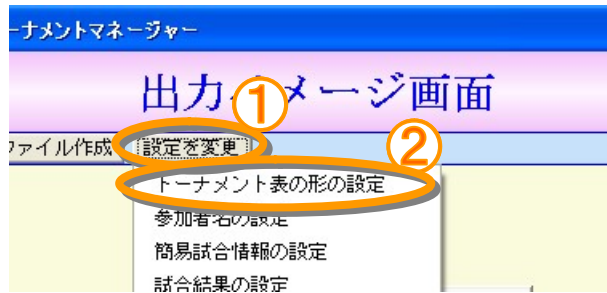 ーナメントマネージャー
出力イメージ画面
ファイル作成 設定を変更
① ②
トーナメント表の形の設定
参加者名の設定
簡易試合情報の設定
試合結果の設定